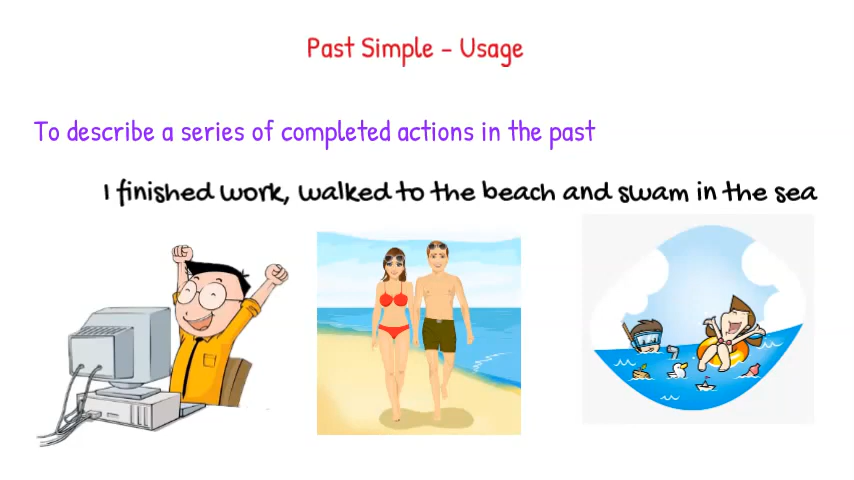 Past Simple - Usage
To describe a series of completed actions in the past
I finished work, walked to the beach and swam in the sea